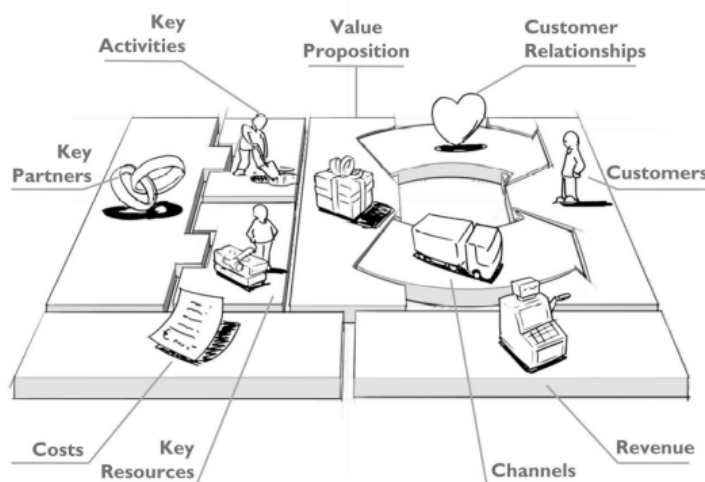 Key
Activities
Value
Proposition
Customer
Relationships
Key
Partners
Customers
Costs
Key
Resources
Channels
Revenue